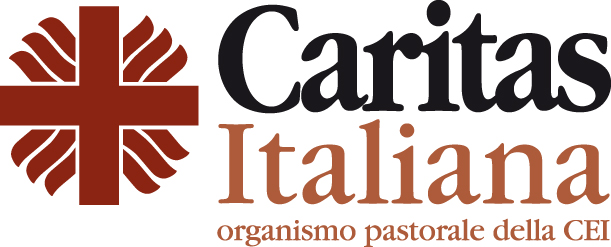 Caritas
Italiana
organismo pastorale della CEI